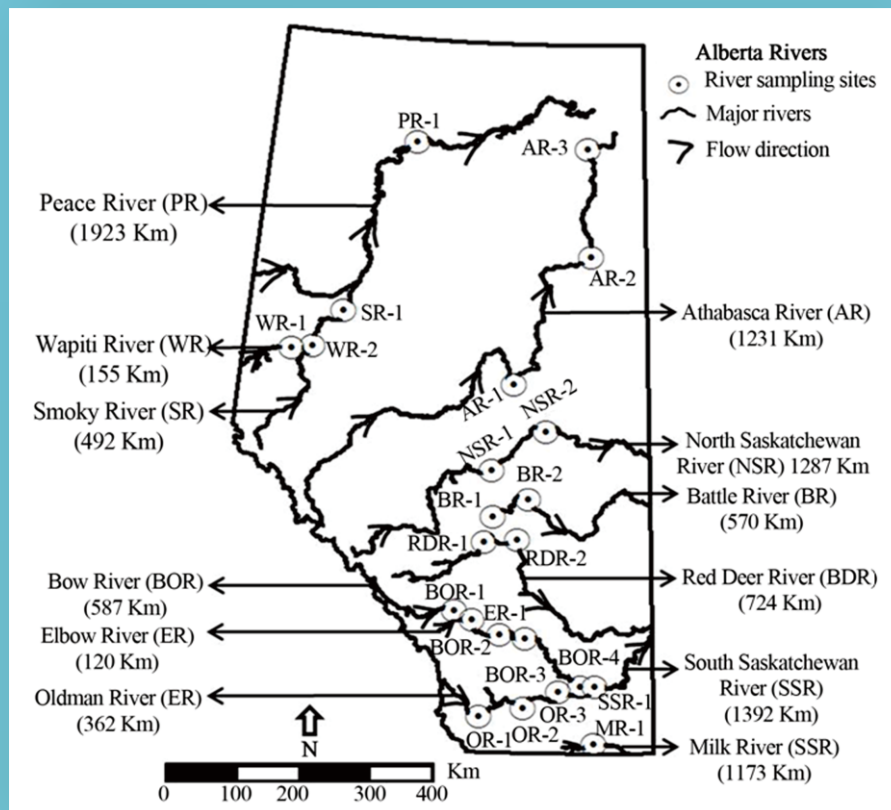 Alberta Rivers
River sampling sites
Major rivers
Flow direction
PR-1
AR-3
Peace River (PR)
(1923 Km)
AR-2
SR-1
WR-1
WR-2
Wapiti River (WR)
(155 Km)
Smoky River (SR)
(492 Km)
Athabasca River (AR)
(1231 Km)
AR-1
NSR-2
NSR-1
North Saskatchewan
River (NSR) 1287 Km
BR-2
BR-1
Battle River (BR)
(570 Km)
RDR-1
RDR-2
Red Deer River (BDR)
(724 Km)
Bow River (BOR)
(587 Km)
BOR-1
ER-1
Elbow River (ER)
(120 Km)
BOR-2
BOR-3
BOR-4
South Saskatchewan
River (SSR)
(1392 Km)
Oldman River (ER)
(362 Km)
SSR-1
OR-3
OR-2
OR-1
MR-1
Milk River (SSR)
(1173 Km)
N
Km
0 100 200 300 400